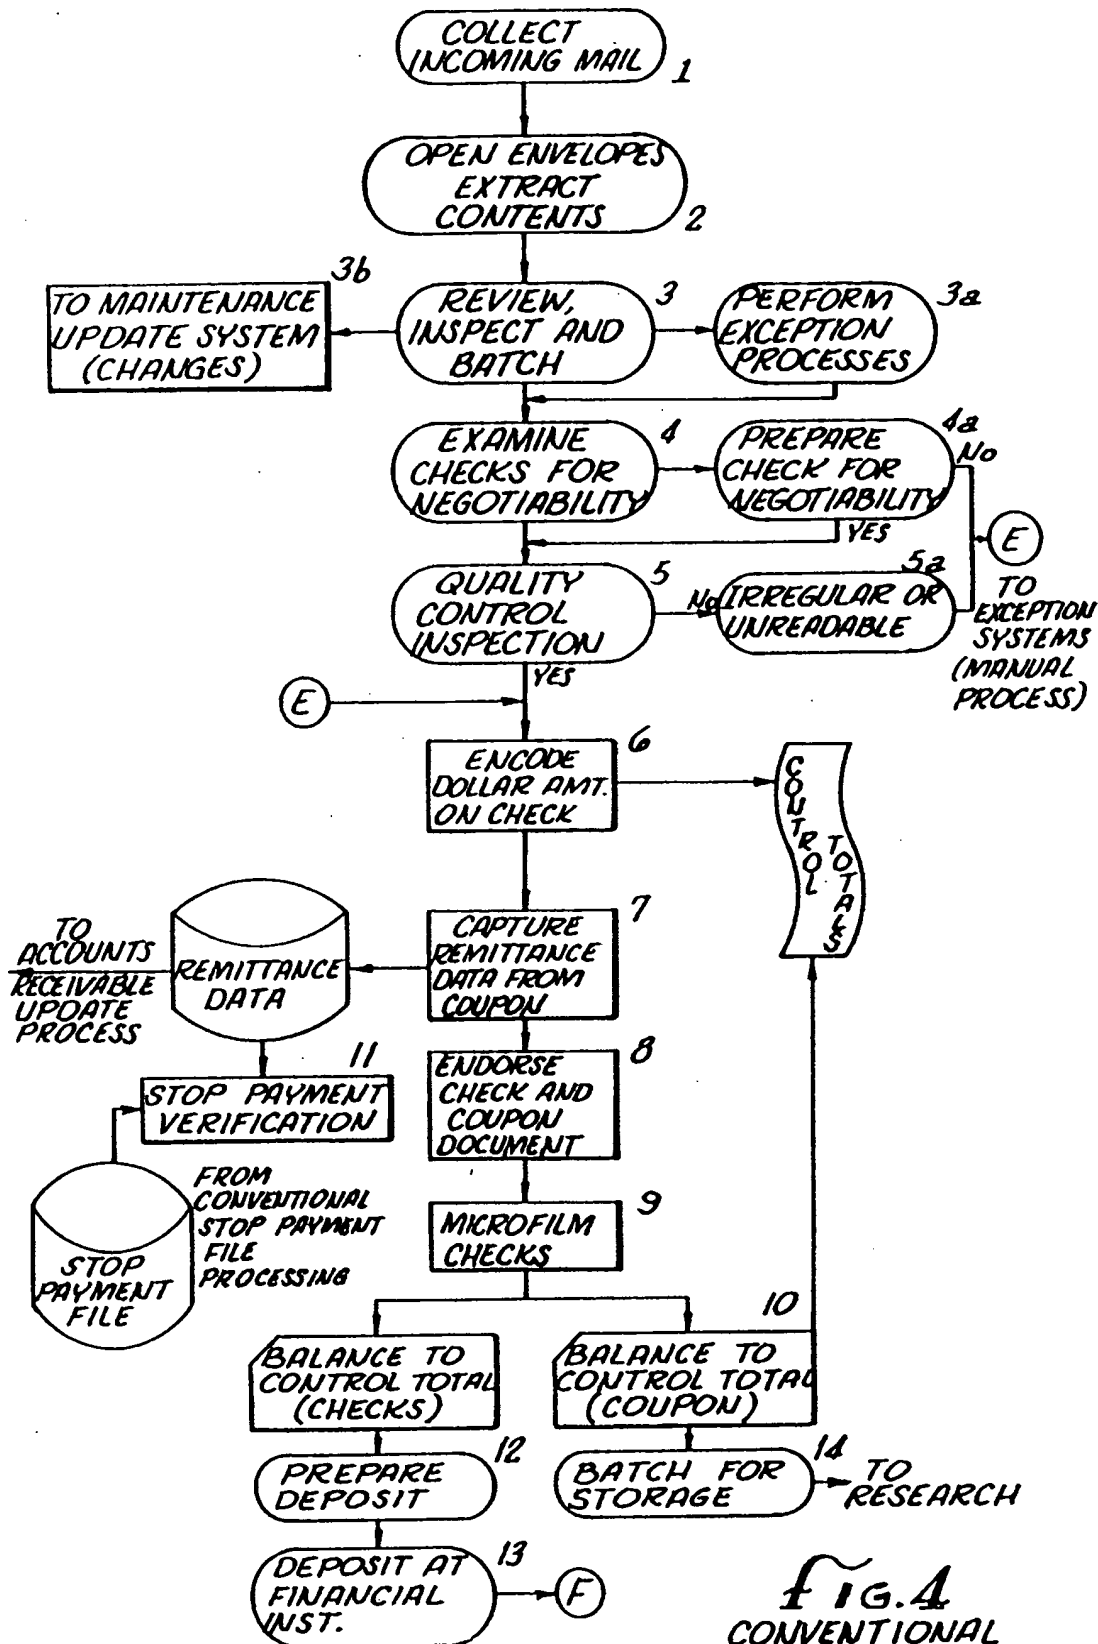 COLLECT
INCOMING MAIL
1
OPEN ENVELOPES
EXTRACT
CONTENTS
2
3b
TO MAINTENANCE
UPDATE SYSTEM
(CHANGES)
REVIEW,
INSPECT AND
BATCH
3
PERFORM
EXCEPTION
PROCESSES
3a
EXAMINE
CHECKS FOR
NEGOTIABILITY
4
PREPARE
CHECK FOR
NEGOTIABILITY
4a
No
YES
E
TO
EXCEPTION
SYSTEMS
(MANUAL
PROCESS)
QUALITY
CONTROL
INSPECTION
5
No
5a
IRREGULAR OR
UNREADABLE
YES
E
6
ENCODE
DOLLAR AMT.
ON CHECK
CONTROL
TOTALS
7
CAPTURE
REMITTANCE
DATA FROM
COUPON
REMITTANCE
DATA
TO
ACCOUNTS
RECEIVABLE
UPDATE
PROCESS
8
ENDORSE
CHECK AND
COUPON
DOCUMENT
11
STOP PAYMENT
VERIFICATION
FROM
CONVENTIONAL
STOP PAYMENT
FILE
PROCESSING
STOP
PAYMENT
FILE
9
MICROFILM
CHECKS
10
BALANCE TO
CONTROL TOTAL
(CHECKS)
BALANCE TO
CONTROL TOTAL
(COUPON)
12
PREPARE
DEPOSIT
14
BATCH FOR
STORAGE
TO
RESEARCH
13
DEPOSIT AT
FINANCIAL
INST.
F
FIG.4
CONVENTIONAL